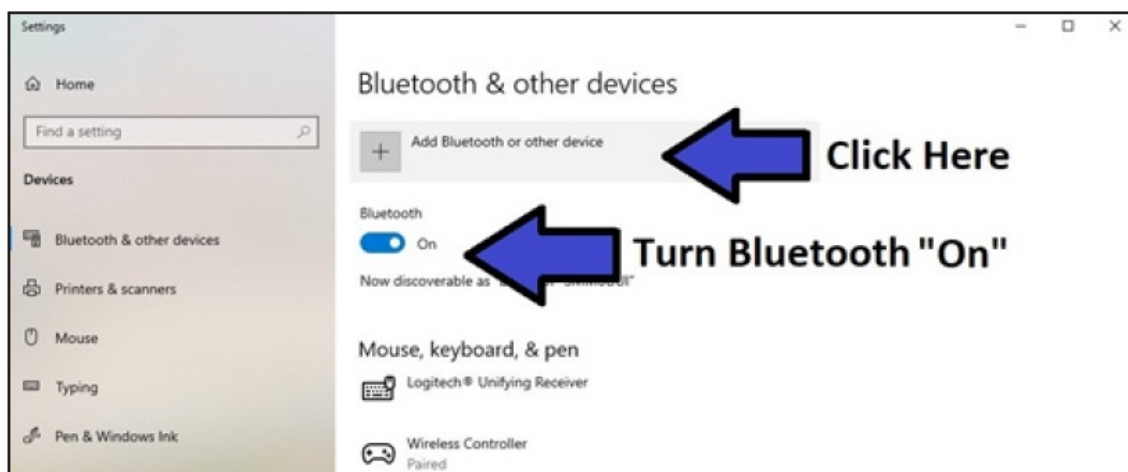 Settings
Home
Find a setting
Devices
Bluetooth & other devices
Printers & scanners
Mouse
Typing
Pen & Windows Ink
Bluetooth & other devices
Add Bluetooth or other device
Click Here
Bluetooth
On
Turn Bluetooth "On"
Now discoverable as
Mouse, keyboard, & pen
Logitech® Unifying Receiver
Wireless Controller
Paired